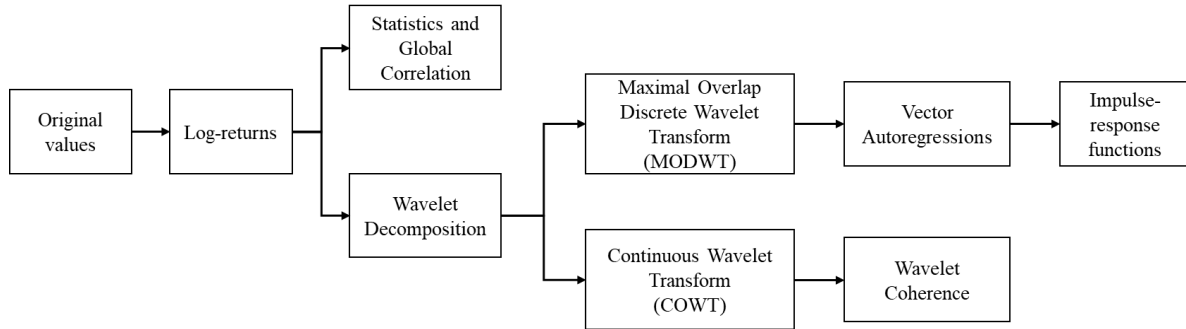 Original
values
Log-returns
Statistics and
Global
Correlation
Wavelet
Decomposition
Maximal Overlap
Discrete Wavelet
Transform
(MODWT)
Vector
Autoregressions
Impulse-
response
functions
Continuous Wavelet
Transform
(COWT)
Wavelet
Coherence